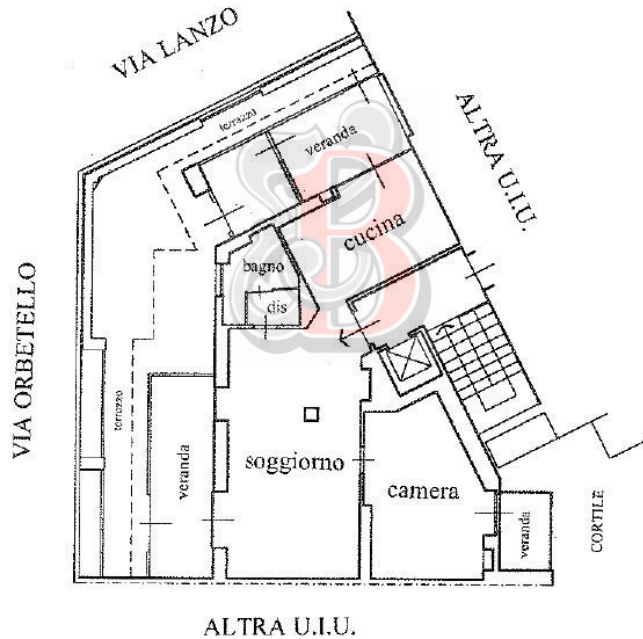 VIA LANZO
terrazzo
veranda
ALTRA U.I.U.
cucina
bagno
dis
VIA ORBETELLO
terrazzo
veranda
soggiorno
camera
veranda
CORTILE
ALTRA U.I.U.
B